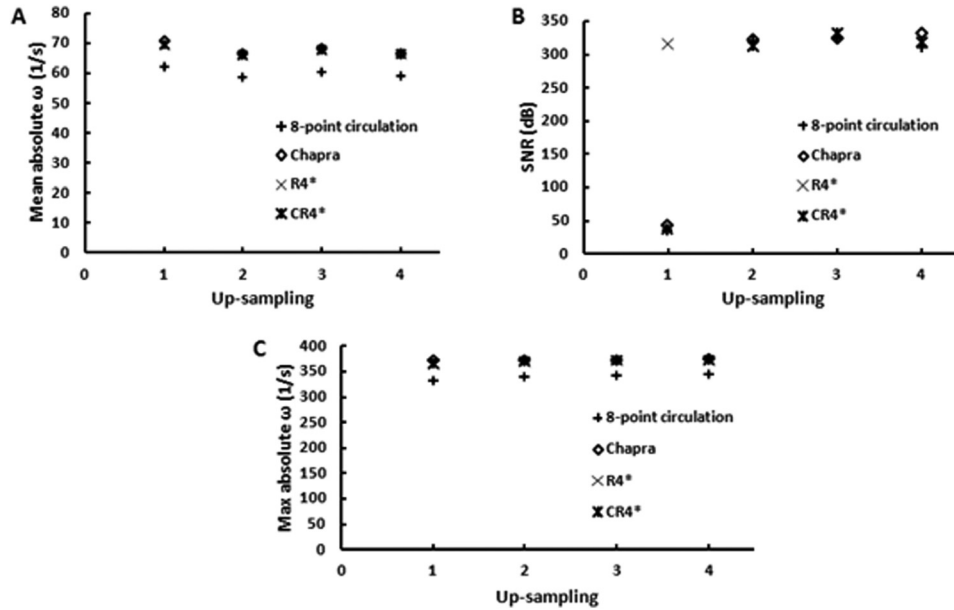 A
Mean absolute ω (1/s)
80
70
60
50
40
30
20
10
0
0 1 2 3 4
Up-sampling
8-point circulation
Chapra
R4*
CR4*
B
SNR (dB)
350
300
250
200
150
100
50
0
0 1 2 3 4
Up-sampling
8-point circulation
Chapra
R4*
CR4*
C
Max absolute ω (1/s)
400
350
300
250
200
150
100
50
0
0 1 2 3 4
Up-sampling
8-point circulation
Chapra
R4*
CR4*